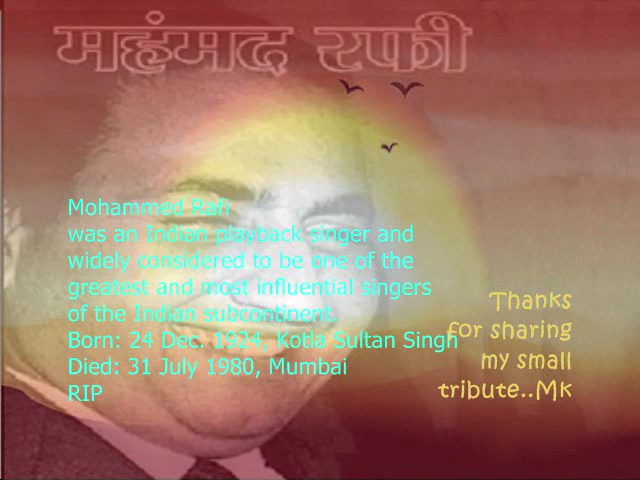 महंमद रफी
Mohammed Rafi
was an Indian playback singer and
widely considered to be one of the
greatest and most influential singers
of the Indian subcontinent.
Born: 24 Dec. 1924, Kotla Sultan Singh
Died: 31 July 1980, Mumbai
RIP
Thanks
for sharing
my small
tribute..Mk